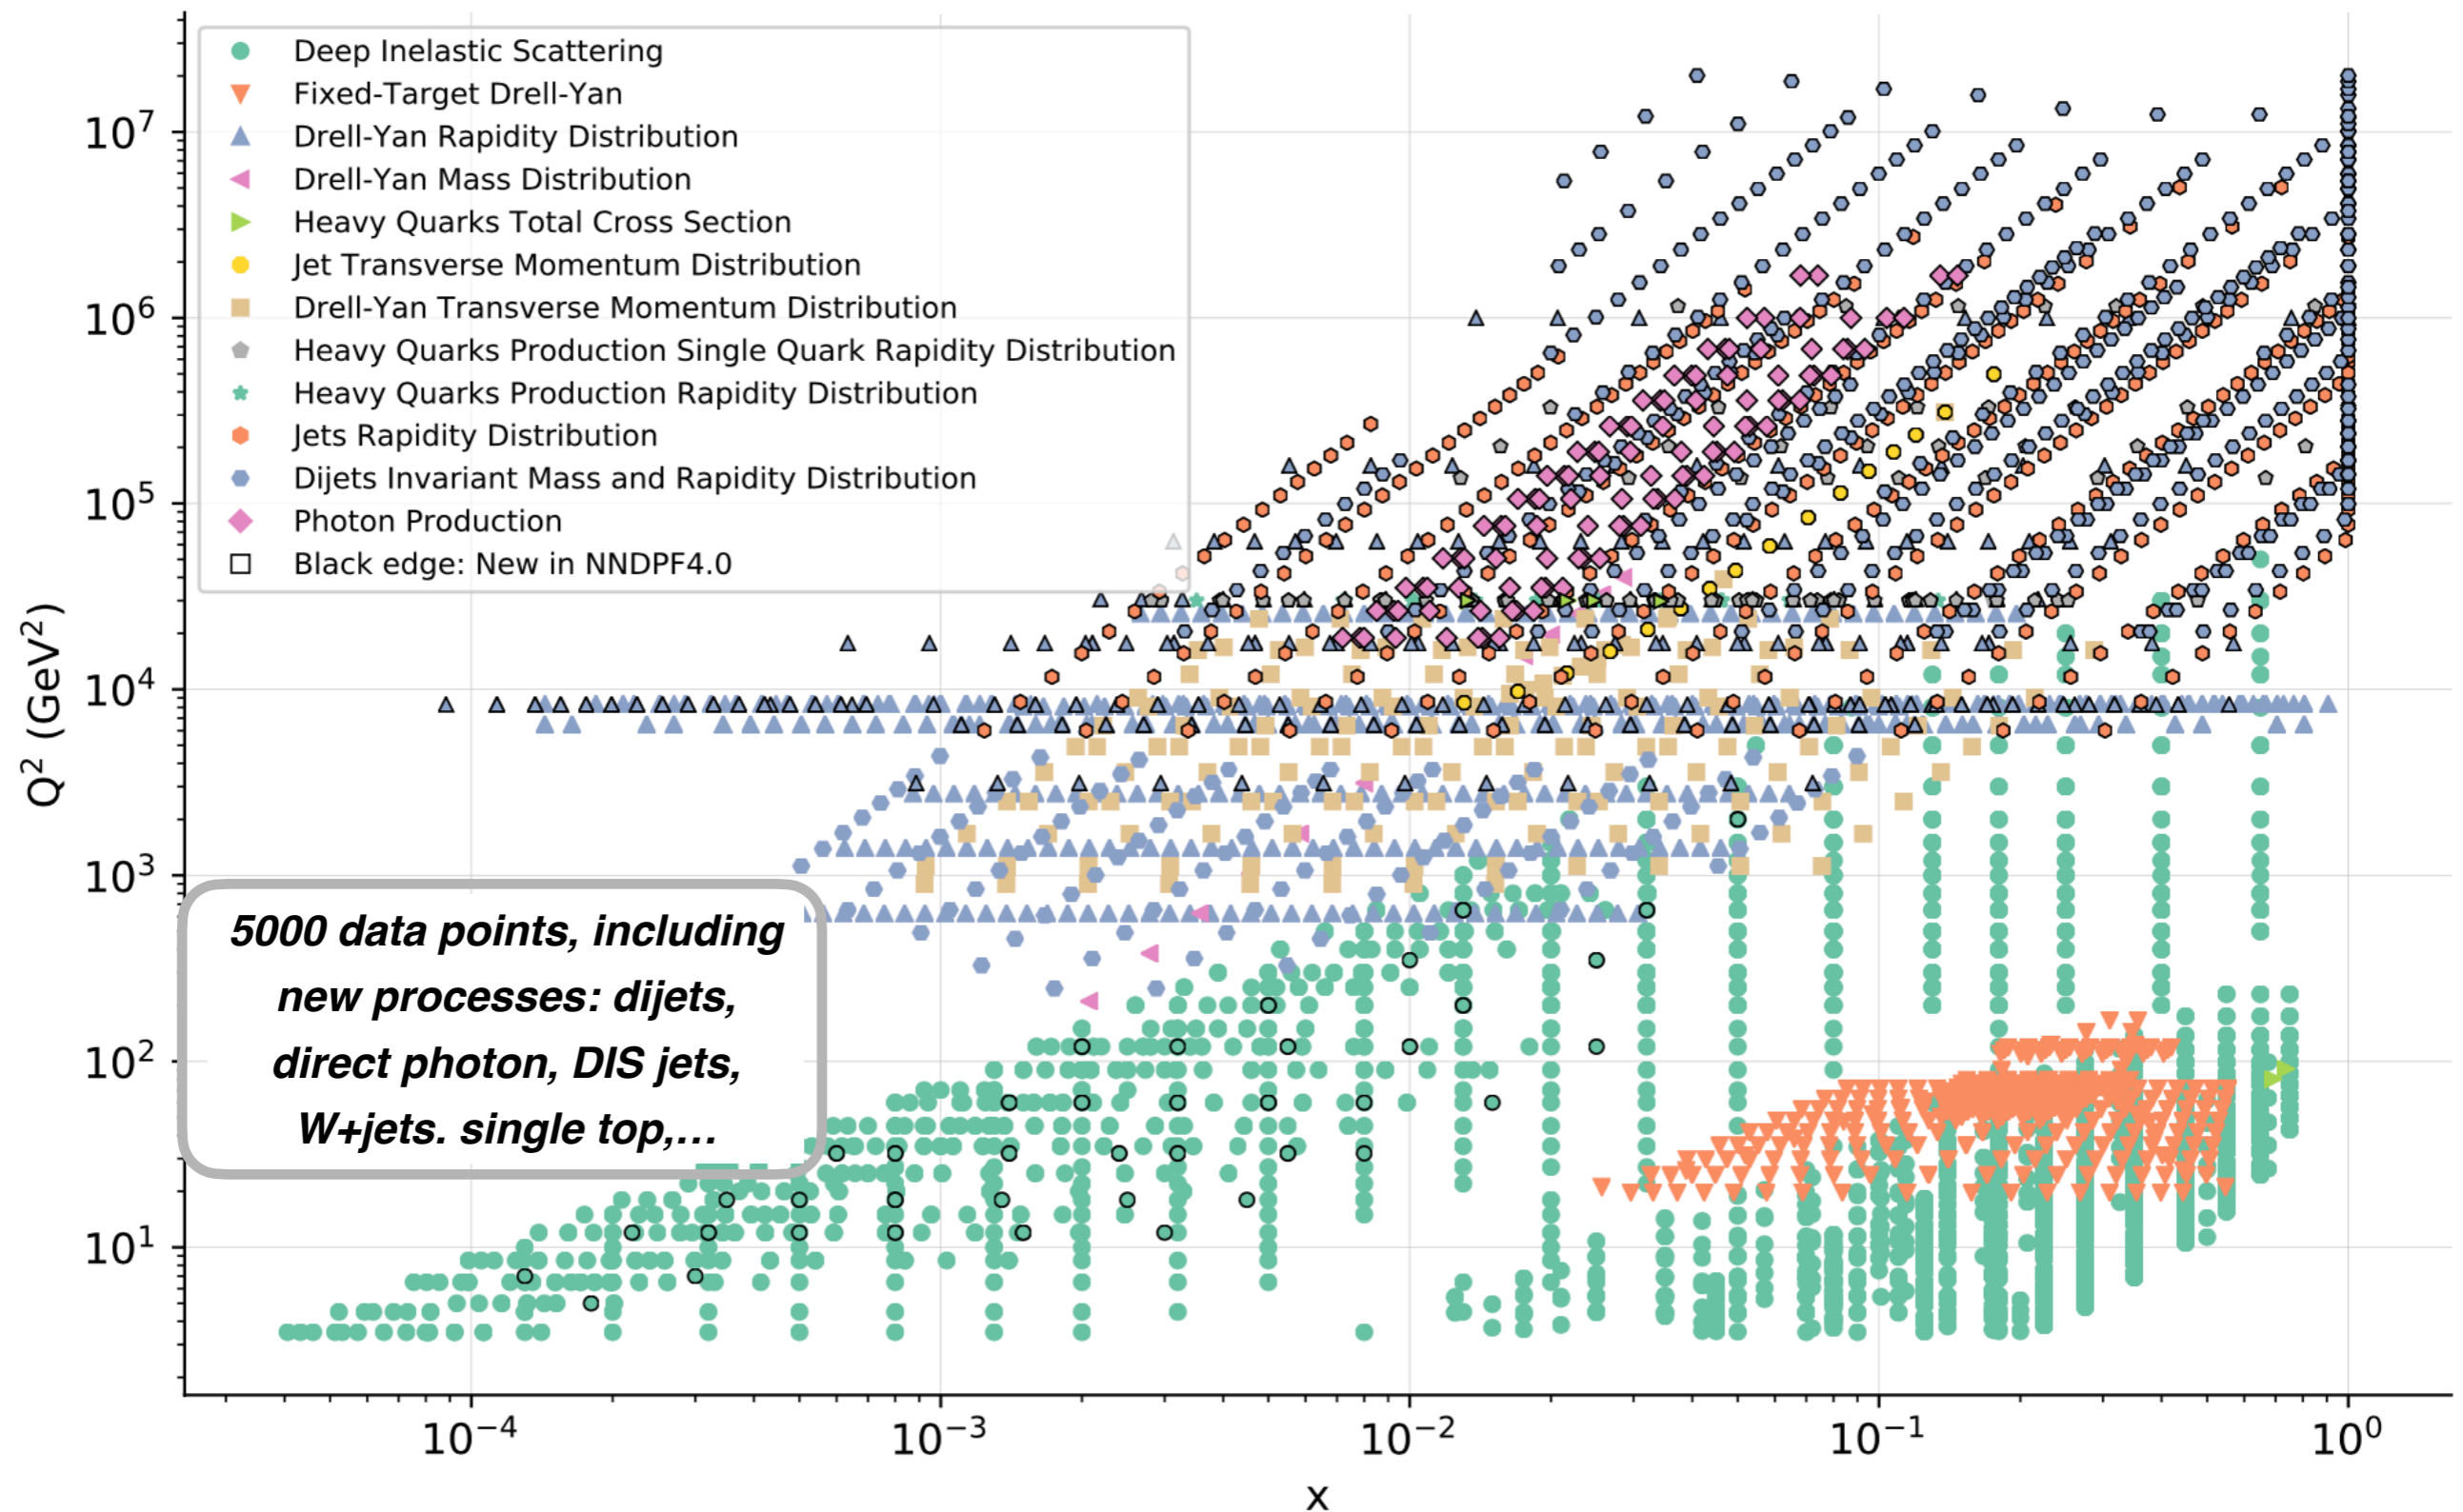 Deep Inelastic Scattering
Fixed-Target Drell-Yan
Drell-Yan Rapidity Distribution
Drell-Yan Mass Distribution
Heavy Quarks Total Cross Section
Jet Transverse Momentum Distribution
Drell-Yan Transverse Momentum Distribution
Heavy Quarks Production Single Quark Rapidity Distribution
Heavy Quarks Production Rapidity Distribution
Jets Rapidity Distribution
Dijets Invariant Mass and Rapidity Distribution
Photon Production
Black edge: New in NNDPF4.0
10⁷
10⁶
10⁵
10⁴
10³
10²
10¹
Q² (GeV²)
5000 data points, including
new processes: dijets,
direct photon, DIS jets,
W+jets. single top,...
10⁻⁴
10⁻³
10⁻²
10⁻¹
10⁰
x